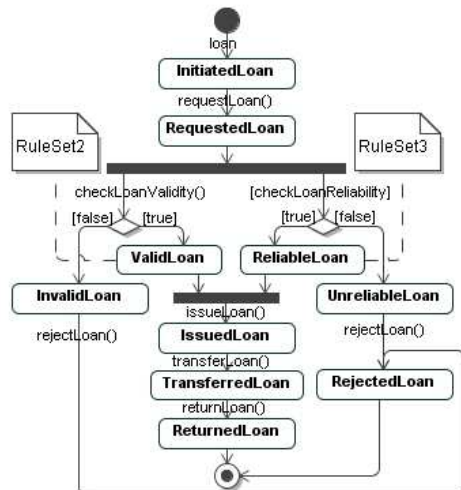 loan
InitiatedLoan
requestLoan()
RequestedLoan
RuleSet2
RuleSet3
checkLoanValidity()
[checkLoanReliability]
[false]
[true]
[true]
[false]
ValidLoan
ReliableLoan
InvalidLoan
UnreliableLoan
issueLoan()
rejectLoan()
rejectLoan()
IssuedLoan
transferLoan()
TransferredLoan
RejectedLoan
returnLoan()
ReturnedLoan